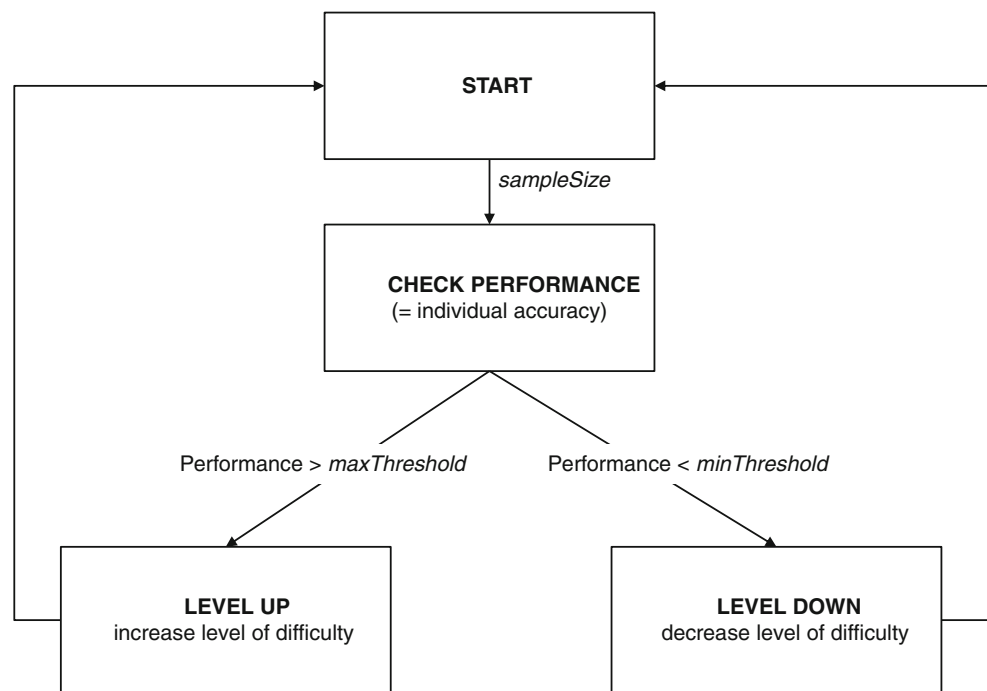 START
sampleSize
CHECK PERFORMANCE
(= individual accuracy)
Performance > maxThreshold
Performance < minThreshold
LEVEL UP
increase level of difficulty
LEVEL DOWN
decrease level of difficulty